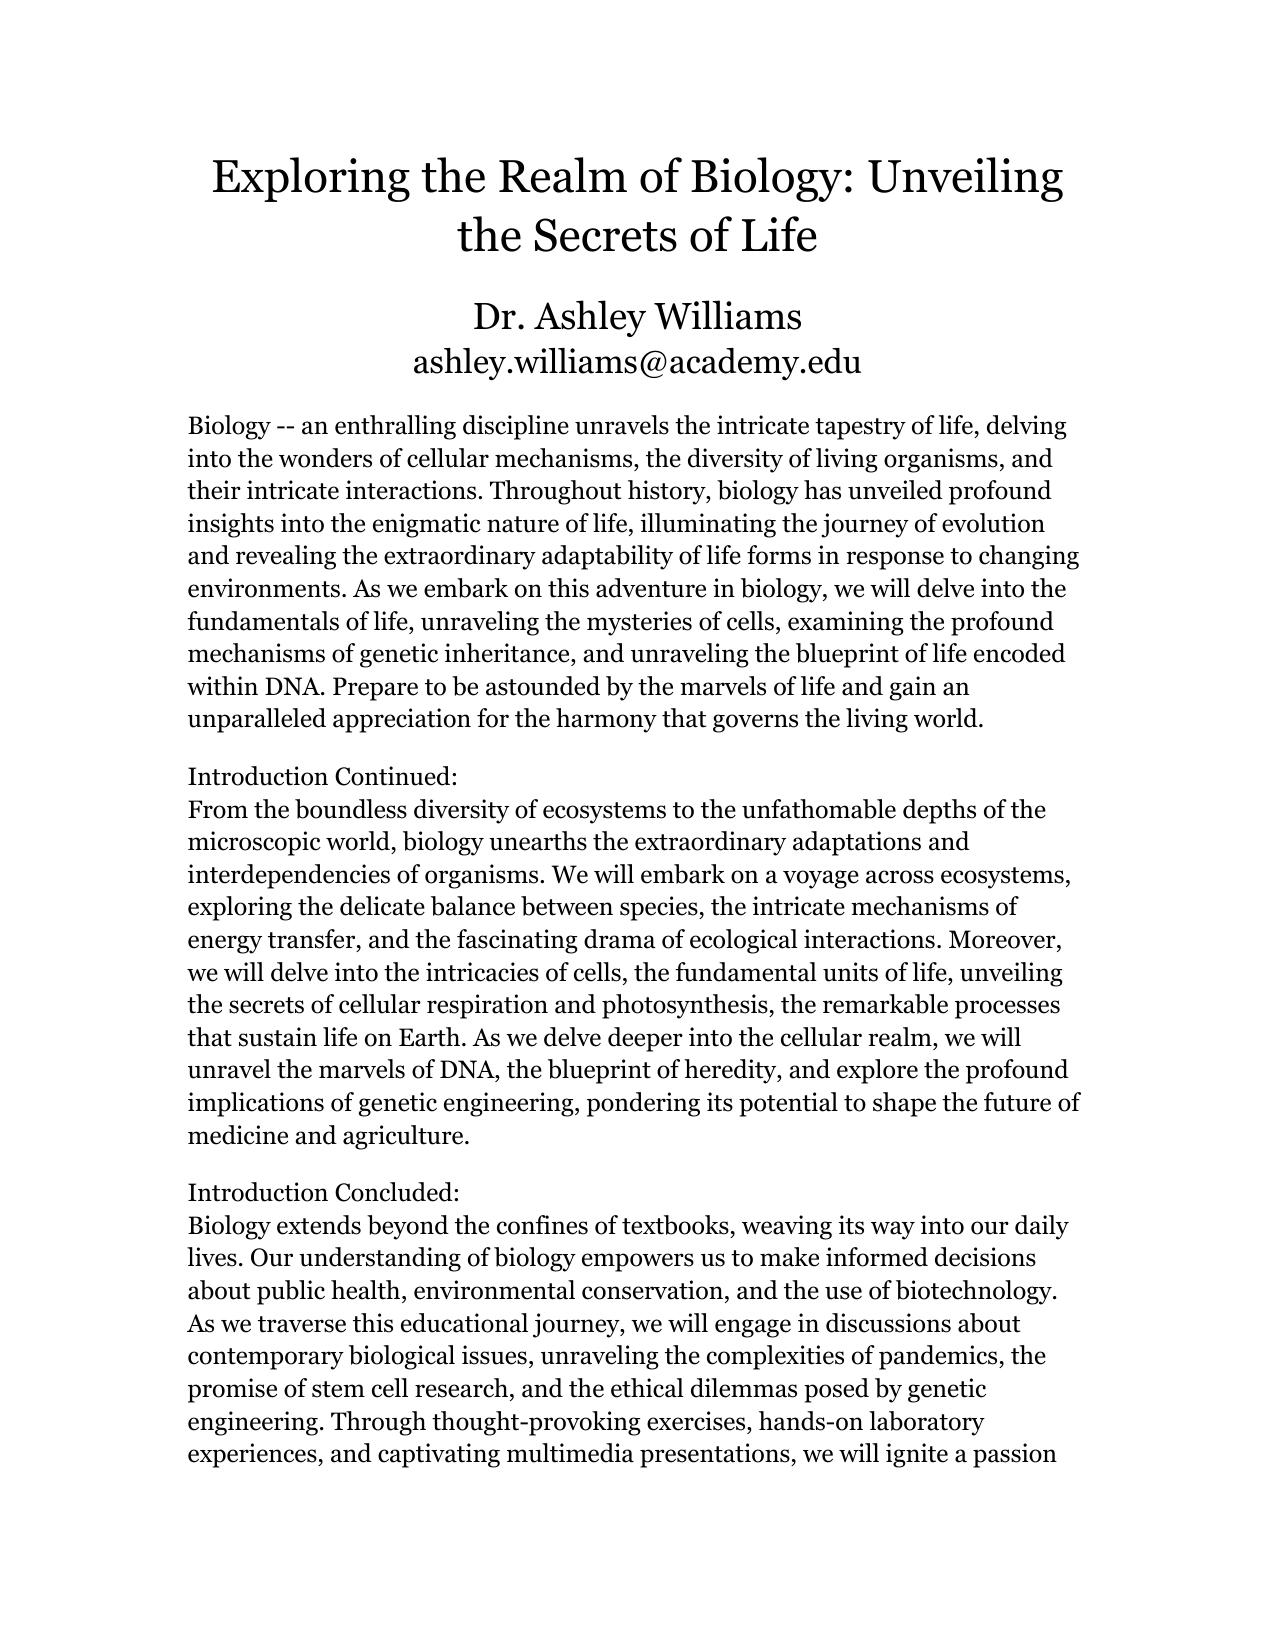 Exploring the Realm of Biology: Unveiling
the Secrets of Life
Dr. Ashley Williams
ashley.williams@academy.edu
Biology -- an enthralling discipline unravels the intricate tapestry of life, delving
into the wonders of cellular mechanisms, the diversity of living organisms, and
their intricate interactions. Throughout history, biology has unveiled profound
insights into the enigmatic nature of life, illuminating the journey of evolution
and revealing the extraordinary adaptability of life forms in response to changing
environments. As we embark on this adventure in biology, we will delve into the
fundamentals of life, unraveling the mysteries of cells, examining the profound
mechanisms of genetic inheritance, and unraveling the blueprint of life encoded
within DNA. Prepare to be astounded by the marvels of life and gain an
unparalleled appreciation for the harmony that governs the living world.
Introduction Continued:
From the boundless diversity of ecosystems to the unfathomable depths of the
microscopic world, biology unearths the extraordinary adaptations and
interdependencies of organisms. We will embark on a voyage across ecosystems,
exploring the delicate balance between species, the intricate mechanisms of
energy transfer, and the fascinating drama of ecological interactions. Moreover,
we will delve into the intricacies of cells, the fundamental units of life, unveiling
the secrets of cellular respiration and photosynthesis, the remarkable processes
that sustain life on Earth. As we delve deeper into the cellular realm, we will
unravel the marvels of DNA, the blueprint of heredity, and explore the profound
implications of genetic engineering, pondering its potential to shape the future of
medicine and agriculture.
Introduction Concluded:
Biology extends beyond the confines of textbooks, weaving its way into our daily
lives. Our understanding of biology empowers us to make informed decisions
about public health, environmental conservation, and the use of biotechnology.
As we traverse this educational journey, we will engage in discussions about
contemporary biological issues, unraveling the complexities of pandemics, the
promise of stem cell research, and the ethical dilemmas posed by genetic
engineering. Through thought-provoking exercises, hands-on laboratory
experiences, and captivating multimedia presentations, we will ignite a passion